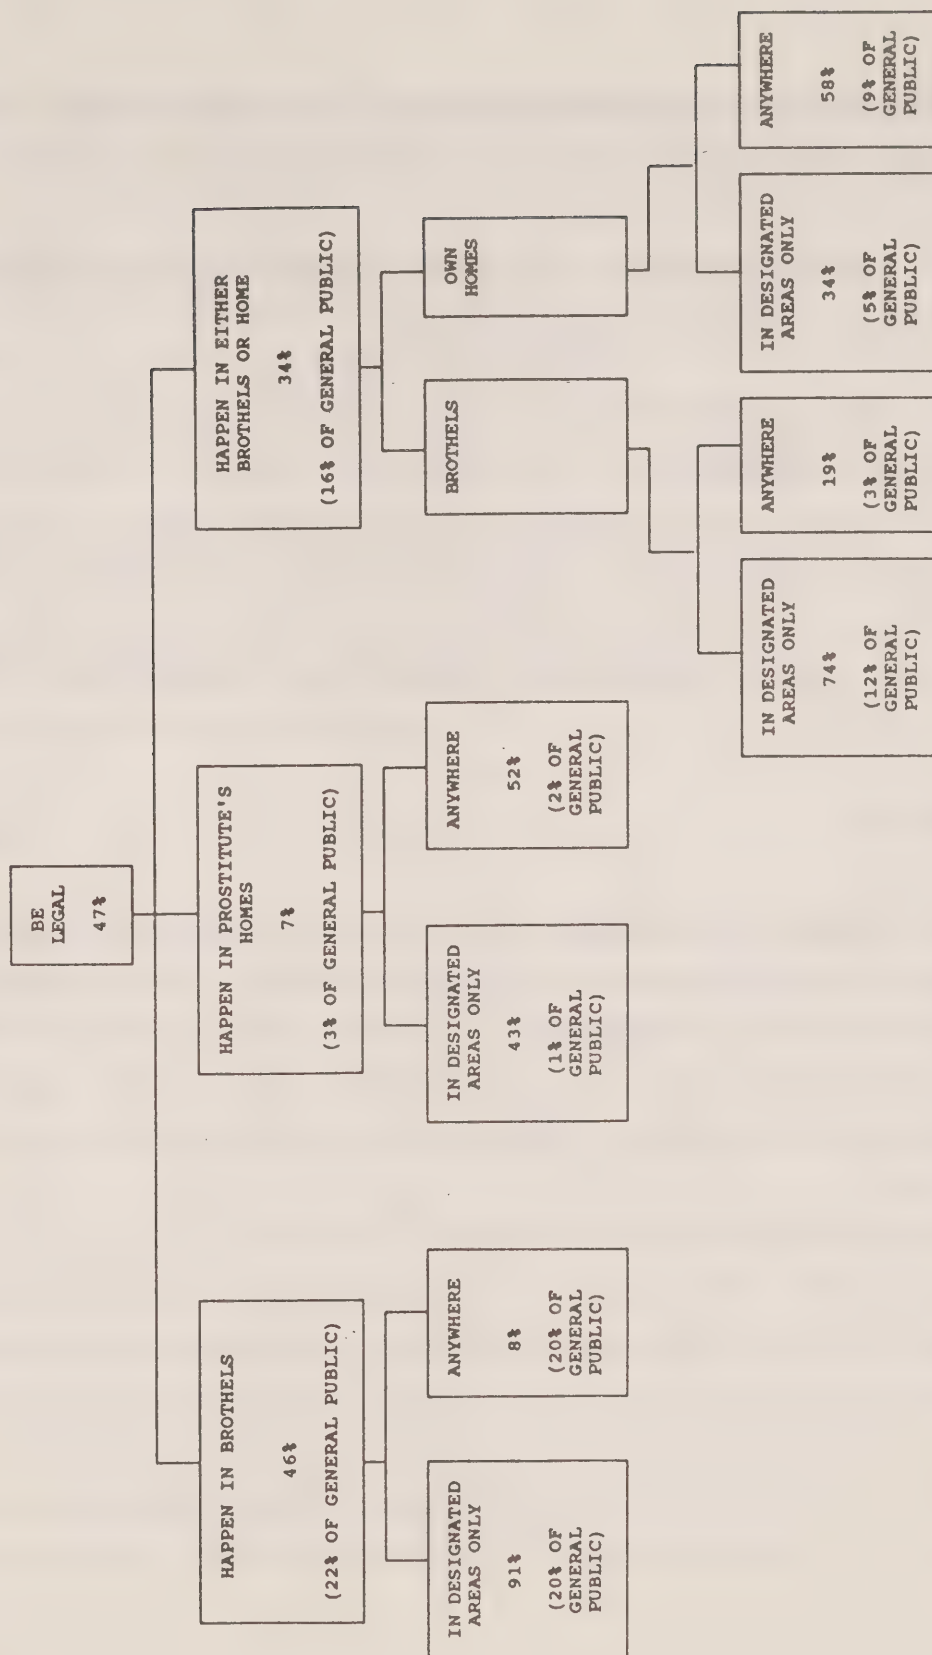 BE
LEGAL
47%
HAPPEN IN BROTHELS
46%
(22% OF GENERAL PUBLIC)
HAPPEN IN PROSTITUTE'S
HOMES
7%
(3% OF GENERAL PUBLIC)
HAPPEN IN EITHER
BROTHELS OR HOME
34%
(16% OF GENERAL PUBLIC)
IN DESIGNATED
AREAS ONLY
91%
(20% OF
GENERAL
PUBLIC)
ANYWHERE
8%
(20% OF
GENERAL
PUBLIC)
IN DESIGNATED
AREAS ONLY
43%
(1% OF
GENERAL
PUBLIC)
ANYWHERE
52%
(2% OF
GENERAL
PUBLIC)
BROTHELS
OWN
HOMES
IN DESIGNATED
AREAS ONLY
74%
(12% OF
GENERAL
PUBLIC)
ANYWHERE
19%
(3% OF
GENERAL
PUBLIC)
IN DESIGNATED
AREAS ONLY
34%
(5% OF
GENERAL
PUBLIC)
ANYWHERE
58%
(9% OF
GENERAL
PUBLIC)